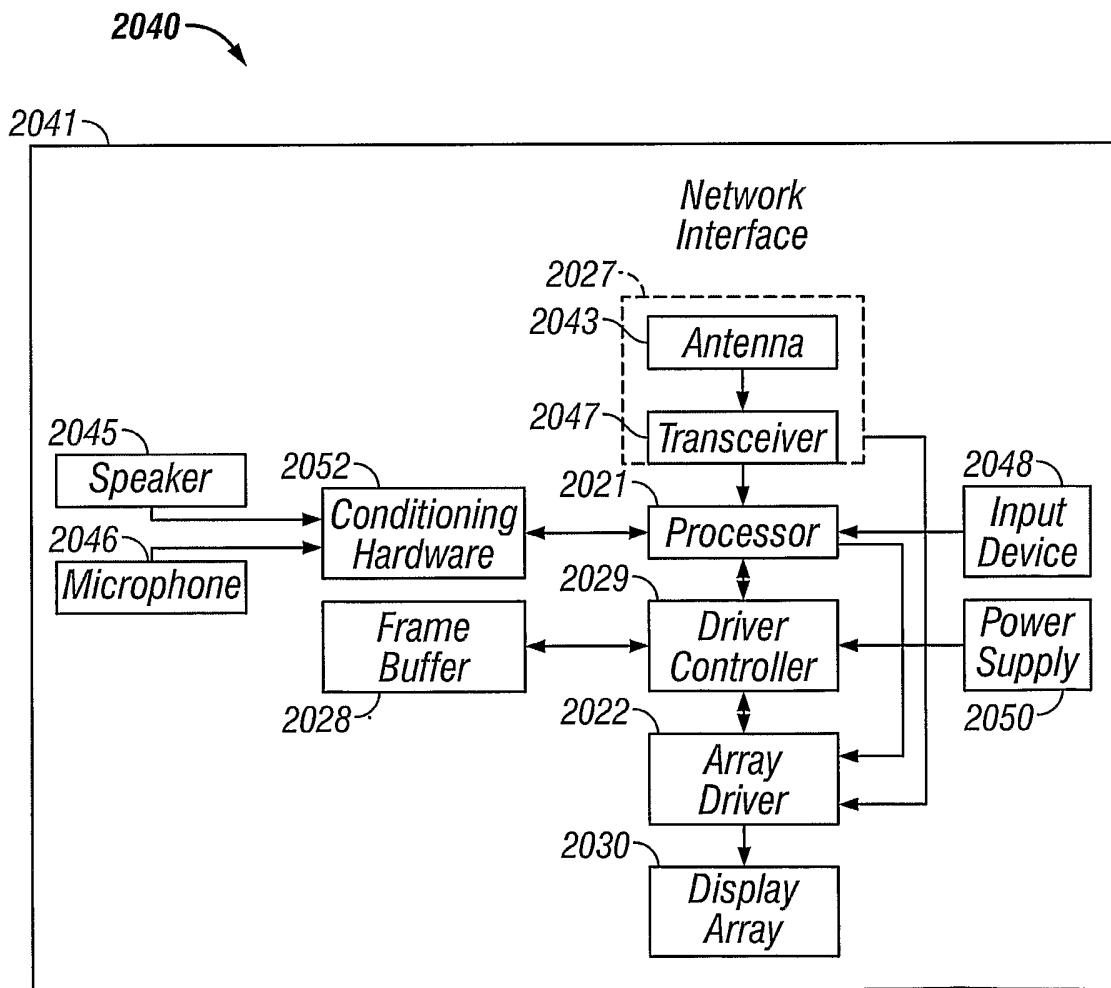 2040
2041
Network
Interface
2027
2043
Antenna
2047
Transceiver
2045
Speaker
2052
Conditioning
Hardware
2046
Microphone
2021
Processor
2048
Input
Device
2029
Driver
Controller
Frame
Buffer
2028
Power
Supply
2050
2022
Array
Driver
2030
Display
Array